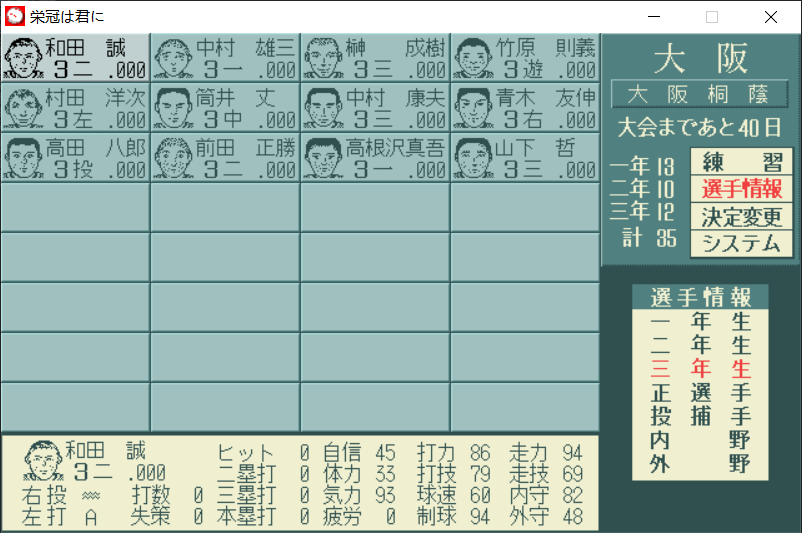 栄冠は君に
和田 誠 中村 雄三 榊 成樹 竹原 則義
3二 .000 3一 .000 3三 .000 3遊 .000
村田 洋次 筒井 丈 中村 康夫 青木 友伸
3左 .000 3中 .000 3三 .000 3右 .000
高田 八郎 前田 正勝 高根沢真吾 山下 哲
3投 .000 3二 .000 3一 .000 3三 .000
大阪
大阪桐蔭
大会まであと40日
一年 13
二年 10
三年 12
計 35
練習
選手情報
決定変更
システム
選手情報
一年生
二年生
三年生
正選手
投捕手
内野
外野
和田 誠 ヒット 0 自信 45 打力 86 走力 94
3二 .000 二塁打 0 体力 33 打技 79 走技 69
右投 打数 0 三塁打 0 気力 93 球速 60 内守 82
左打 A 失策 0 本塁打 0 疲労 0 制球 94 外守 48